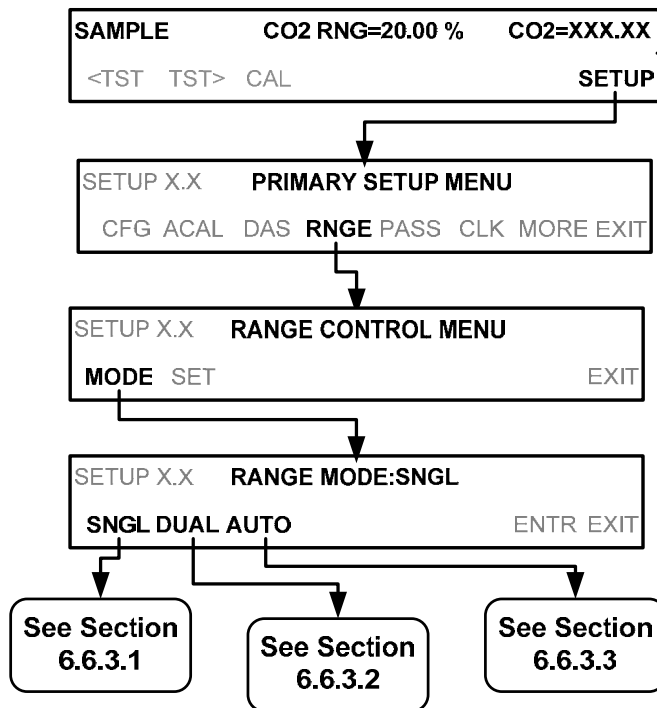 SAMPLE CO2 RNG=20.00 % CO2=XXX.XX
<TST TST> CAL SETUP
SETUP X.X PRIMARY SETUP MENU
CFG ACAL DAS RNGE PASS CLK MORE EXIT
SETUP X.X RANGE CONTROL MENU
MODE SET EXIT
SETUP X.X RANGE MODE:SNGL
SNGL DUAL AUTO ENTR EXIT
See Section
6.6.3.1
See Section
6.6.3.2
See Section
6.6.3.3